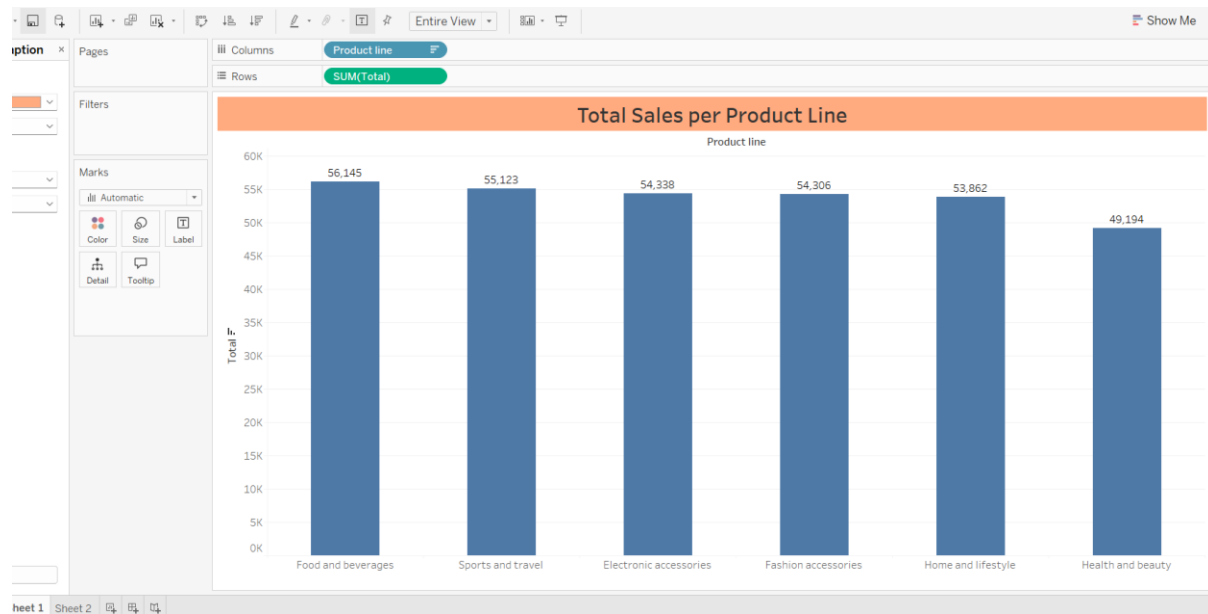 Entire View
Show Me
ption ×
Pages
iii Columns
Product line
Rows
SUM(Total)
Filters
Total Sales per Product Line
Product line
Marks
Automatic
Color
Size
Label
Detail
Tooltip
Total
60K
55K
50K
45K
40K
35K
30K
25K
20K
15K
10K
5K
0K
56,145
55,123
54,338
54,306
53,862
49,194
Food and beverages
Sports and travel
Electronic accessories
Fashion accessories
Home and lifestyle
Health and beauty
heet 1
Sheet 2